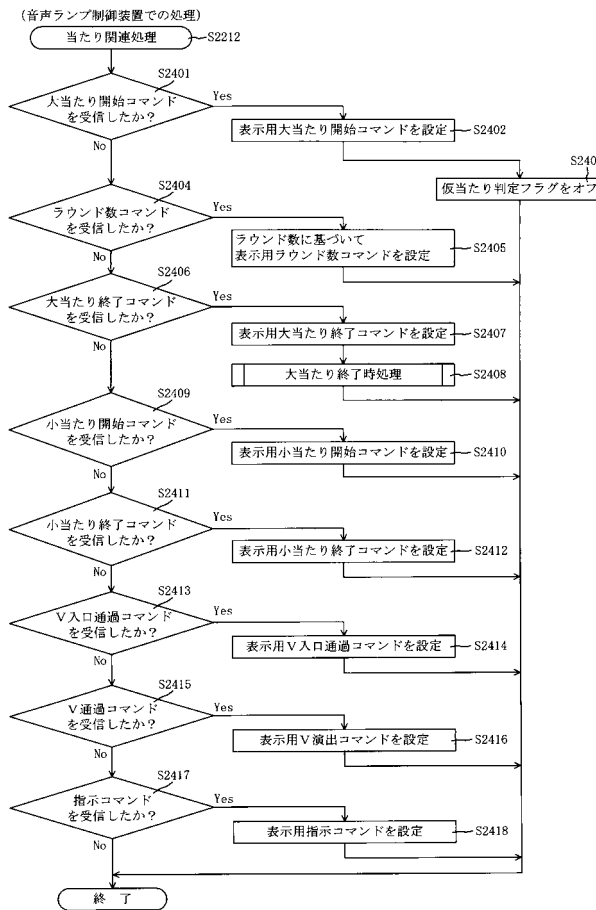 (音声ランプ制御装置での処理)
当たり関連処理
S2212
S2401
大当たり開始コマンド
を受信したか?
Yes
No
表示用大当たり開始コマンドを設定
S2402
S240
仮当たり判定フラグをオフ
S2404
ラウンド数コマンド
を受信したか?
Yes
No
ラウンド数に基づいて
表示用ラウンド数コマンドを設定
S2405
S2406
大当たり終了コマンド
を受信したか?
Yes
No
表示用大当たり終了コマンドを設定
S2407
大当たり終了時処理
S2408
S2409
小当たり開始コマンド
を受信したか?
Yes
No
表示用小当たり開始コマンドを設定
S2410
S2411
小当たり終了コマンド
を受信したか?
Yes
No
表示用小当たり終了コマンドを設定
S2412
S2413
V入口通過コマンド
を受信したか?
Yes
No
表示用V入口通過コマンドを設定
S2414
S2415
V通過コマンド
を受信したか?
Yes
No
表示用V演出コマンドを設定
S2416
S2417
指示コマンド
を受信したか?
Yes
No
表示用指示コマンドを設定
S2418
終 了